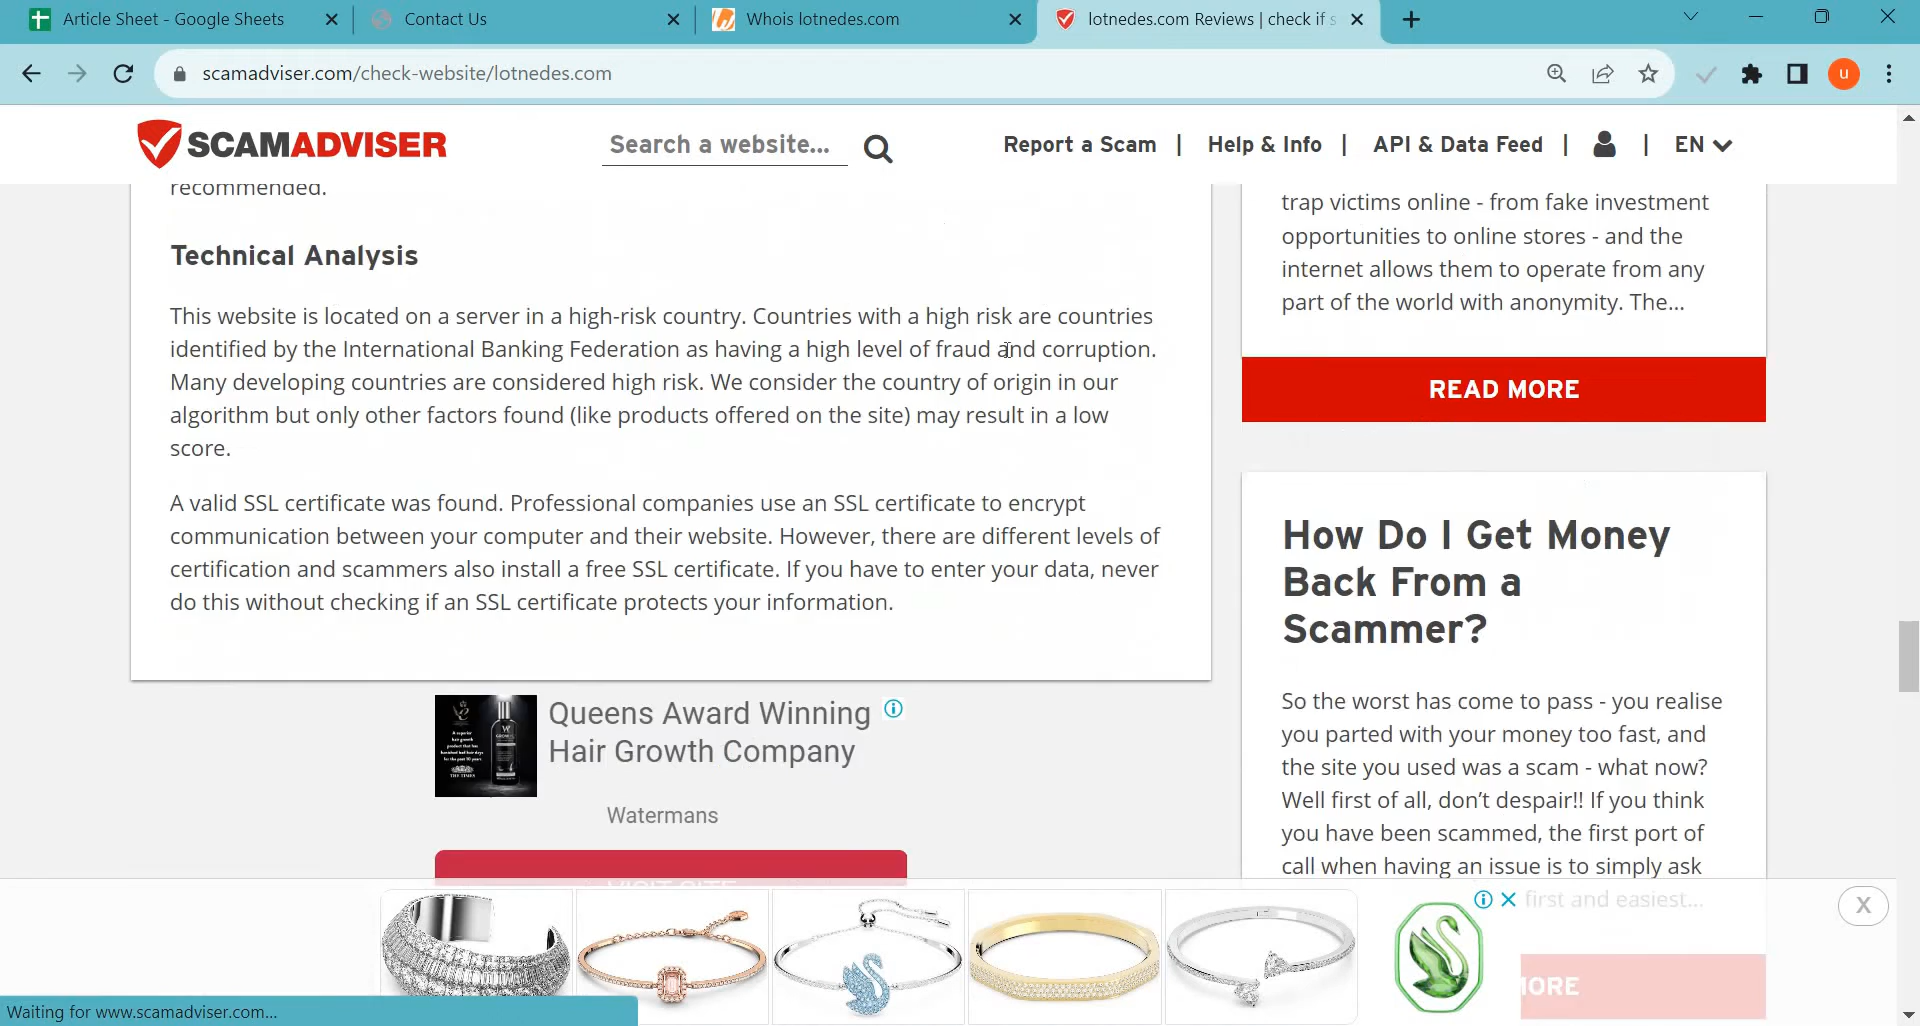 Article Sheet - Google Sheets
Contact Us
Whois lotnedes.com
lotnedes.com Reviews | check if s
scamadviser.com/check-website/lotnedes.com
u
SCAMADVISER
Search a website...
Report a Scam | Help & Info | API & Data Feed | | EN
recommended.
Technical Analysis
This website is located on a server in a high-risk country. Countries with a high risk are countries
identified by the International Banking Federation as having a high level of fraud and corruption.
Many developing countries are considered high risk. We consider the country of origin in our
algorithm but only other factors found (like products offered on the site) may result in a low
score.
A valid SSL certificate was found. Professional companies use an SSL certificate to encrypt
communication between your computer and their website. However, there are different levels of
certification and scammers also install a free SSL certificate. If you have to enter your data, never
do this without checking if an SSL certificate protects your information.
trap victims online - from fake investment
opportunities to online stores - and the
internet allows them to operate from any
part of the world with anonymity. The...
READ MORE
How Do I Get Money
Back From a
Scammer?
So the worst has come to pass - you realise
you parted with your money too fast, and
the site you used was a scam - what now?
Well first of all, don't despair!! If you think
you have been scammed, the first port of
call when having an issue is to simply ask
first and easiest...
ORE
Queens Award Winning
Hair Growth Company
Watermans
VISIT SITE
A superior
hair growth
product that has
THE TIMES
X
Waiting for www.scamadviser.com...